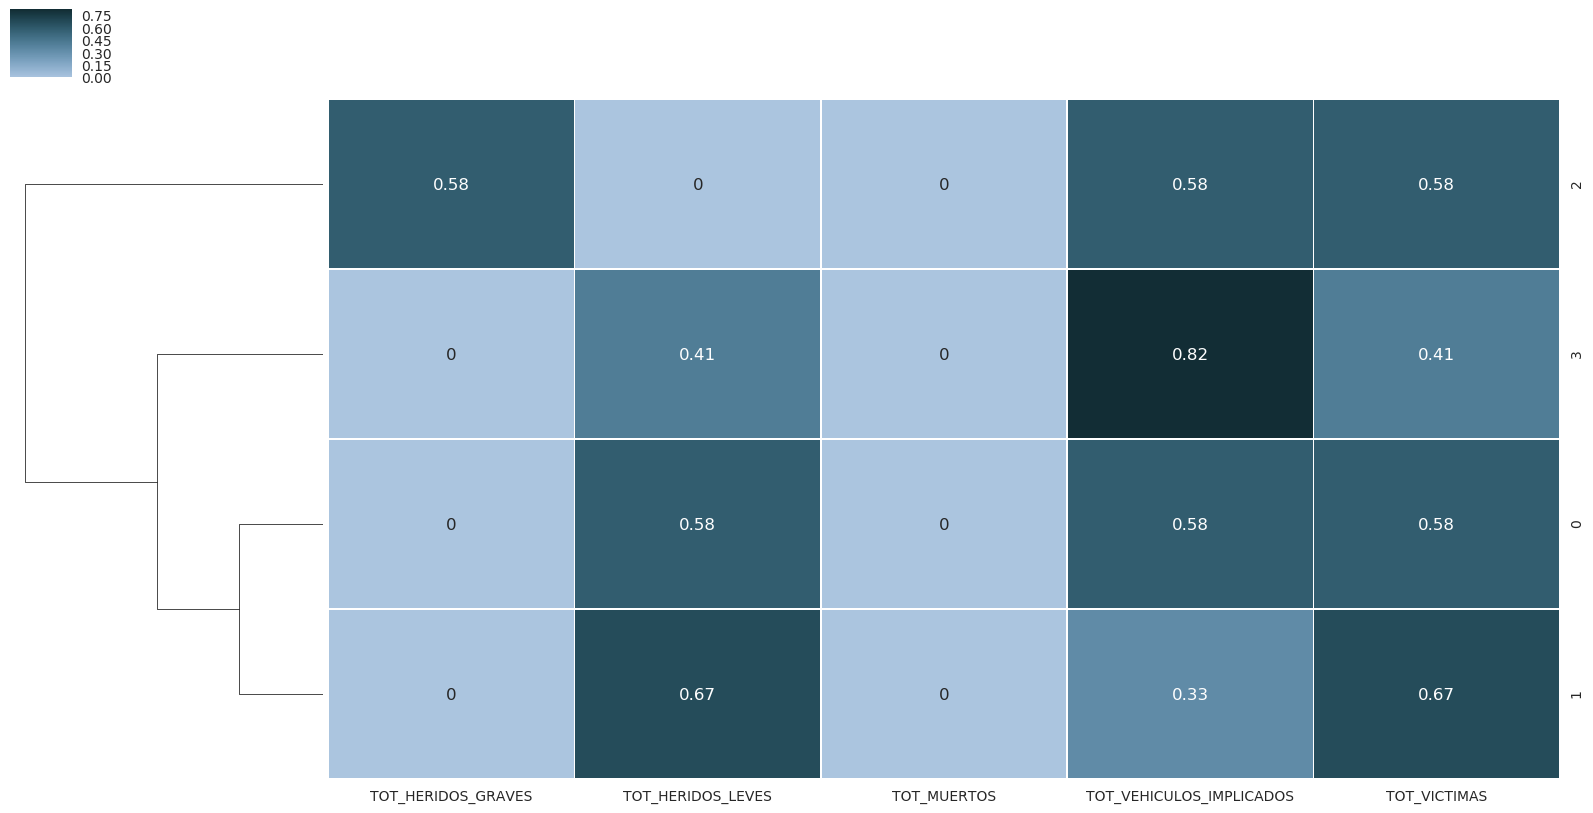 0.75
0.60
0.45
0.30
0.15
0.00
0.58 0 0 0.58 0.58 2
0 0.41 0 0.82 0.41 3
0 0.58 0 0.58 0.58 0
0 0.67 0 0.33 0.67 1
TOT_HERIDOS_GRAVES TOT_HERIDOS_LEVES TOT_MUERTOS TOT_VEHICULOS_IMPLICADOS TOT_VICTIMAS